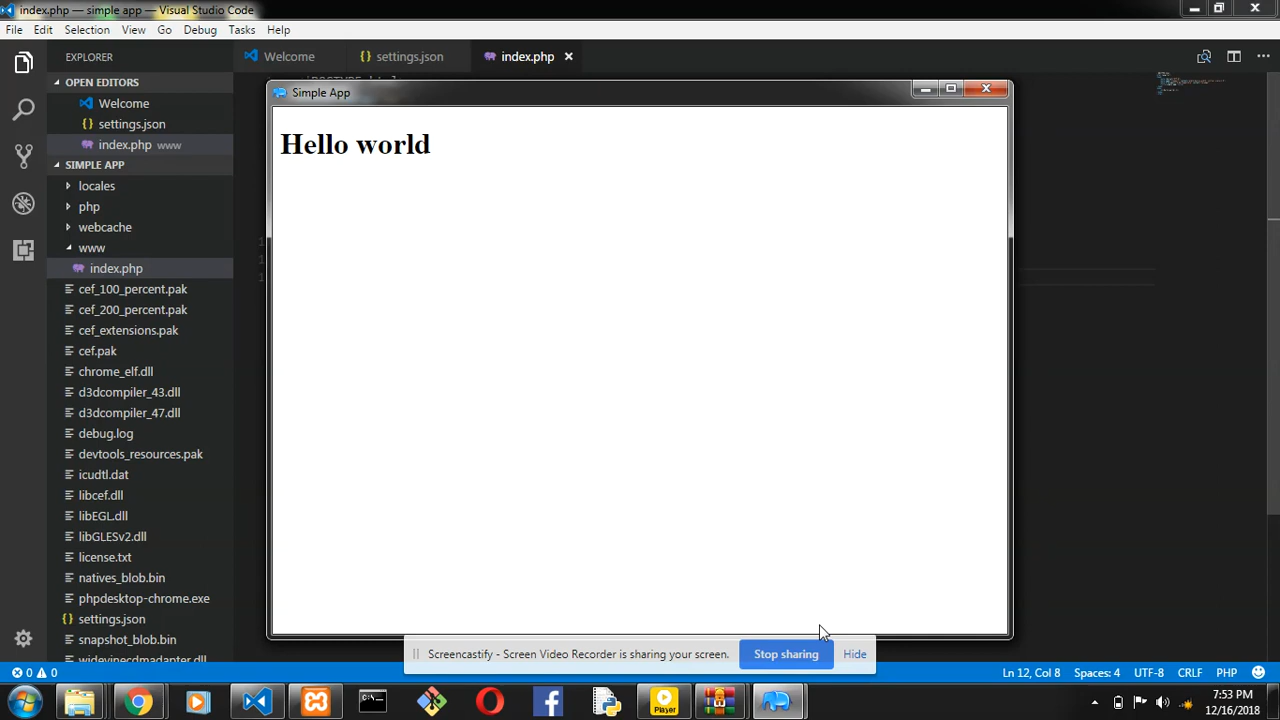 index.php — simple app — Visual Studio Code
File Edit Selection View Go Debug Tasks Help
EXPLORER
Welcome
settings.json
index.php
OPEN EDITORS
Welcome
settings.json
index.php www
SIMPLE APP
locales
php
webcache
www
index.php
cef_100_percent.pak
cef_200_percent.pak
cef_extensions.pak
cef.pak
chrome_elf.dll
d3dcompiler_43.dll
d3dcompiler_47.dll
debug.log
devtools_resources.pak
icudtl.dat
libcef.dll
libEGL.dll
libGLESv2.dll
license.txt
natives_blob.bin
phpdesktop-chrome.exe
settings.json
snapshot_blob.bin
widevinecdmadapter.dll
Simple App
Hello world
Screencastify - Screen Video Recorder is sharing your screen. Stop sharing Hide
0 0 Ln 12, Col 8 Spaces: 4 UTF-8 CRLF PHP
Player
7:53 PM
12/16/2018